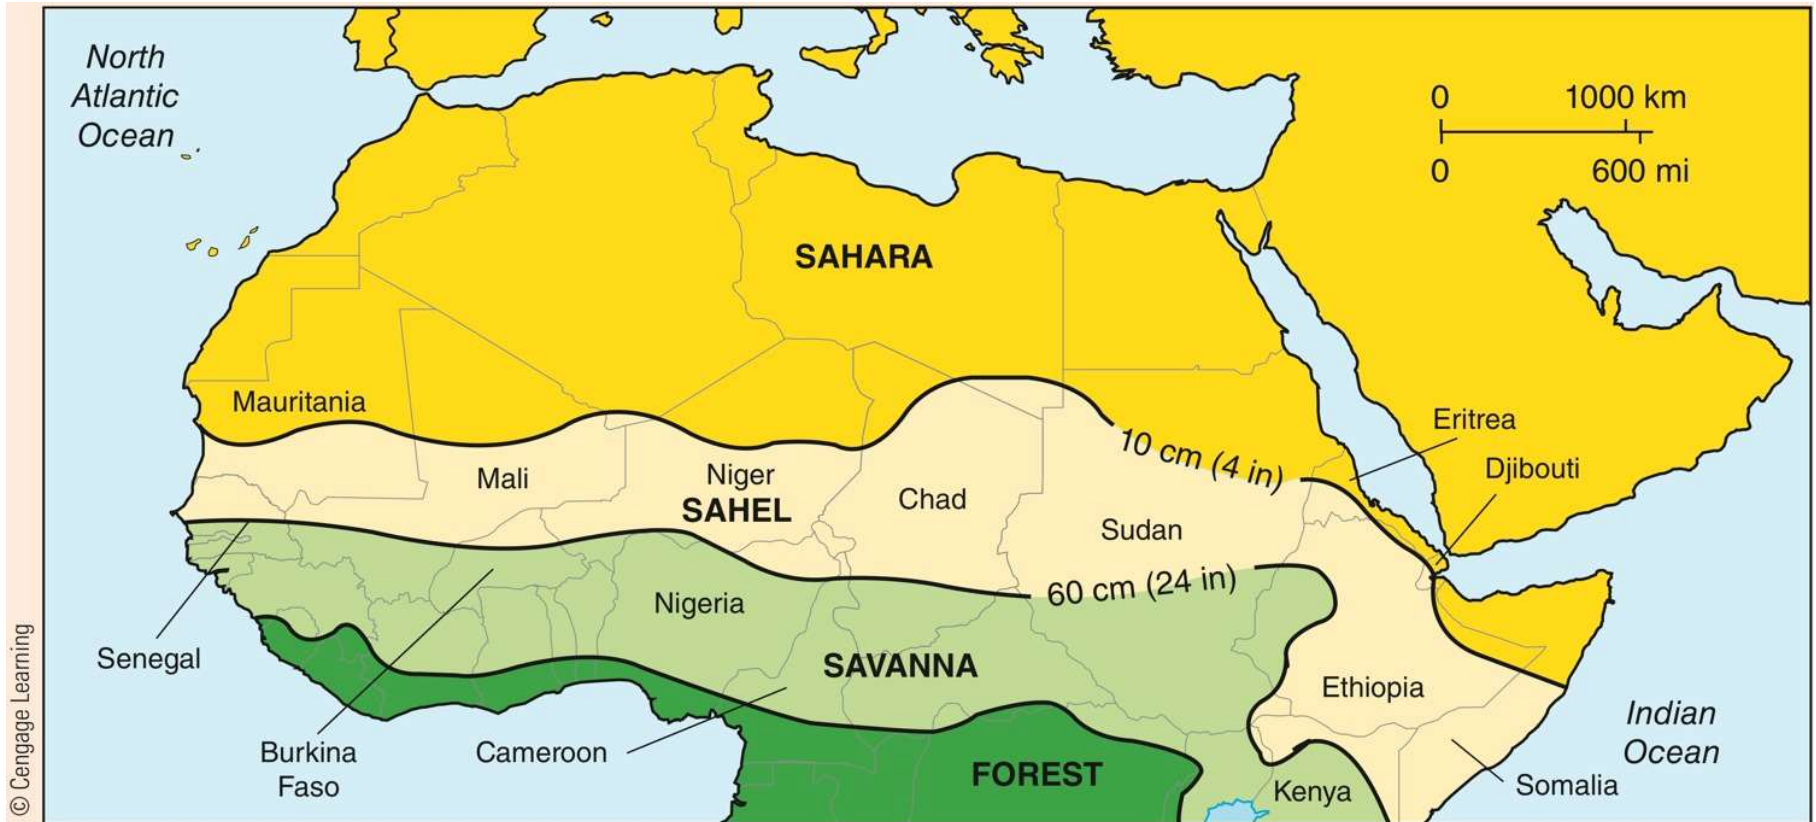 North
Atlantic
Ocean
0 1000 km
0 600 mi
SAHARA
Mauritania
Eritrea
10 cm (4 in)
Djibouti
Mali
Niger
SAHEL
Chad
Sudan
60 cm (24 in)
Nigeria
Senegal
SAVANNA
Ethiopia
Indian
Ocean
Burkina
Faso
Cameroon
FOREST
Kenya
Somalia
© Cengage Learning